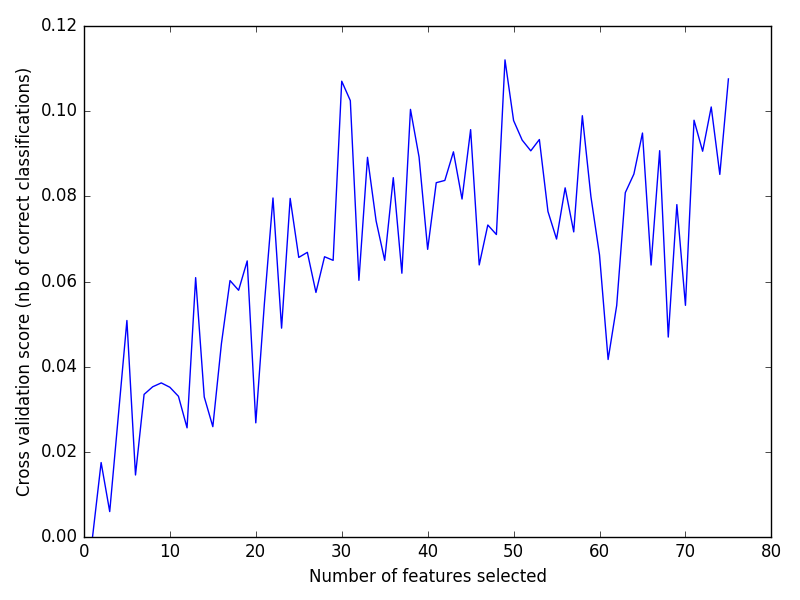 0.12
0.10
0.08
0.06
0.04
0.02
0.00
0 10 20 30 40 50 60 70 80
Number of features selected
Cross validation score (nb of correct classifications)